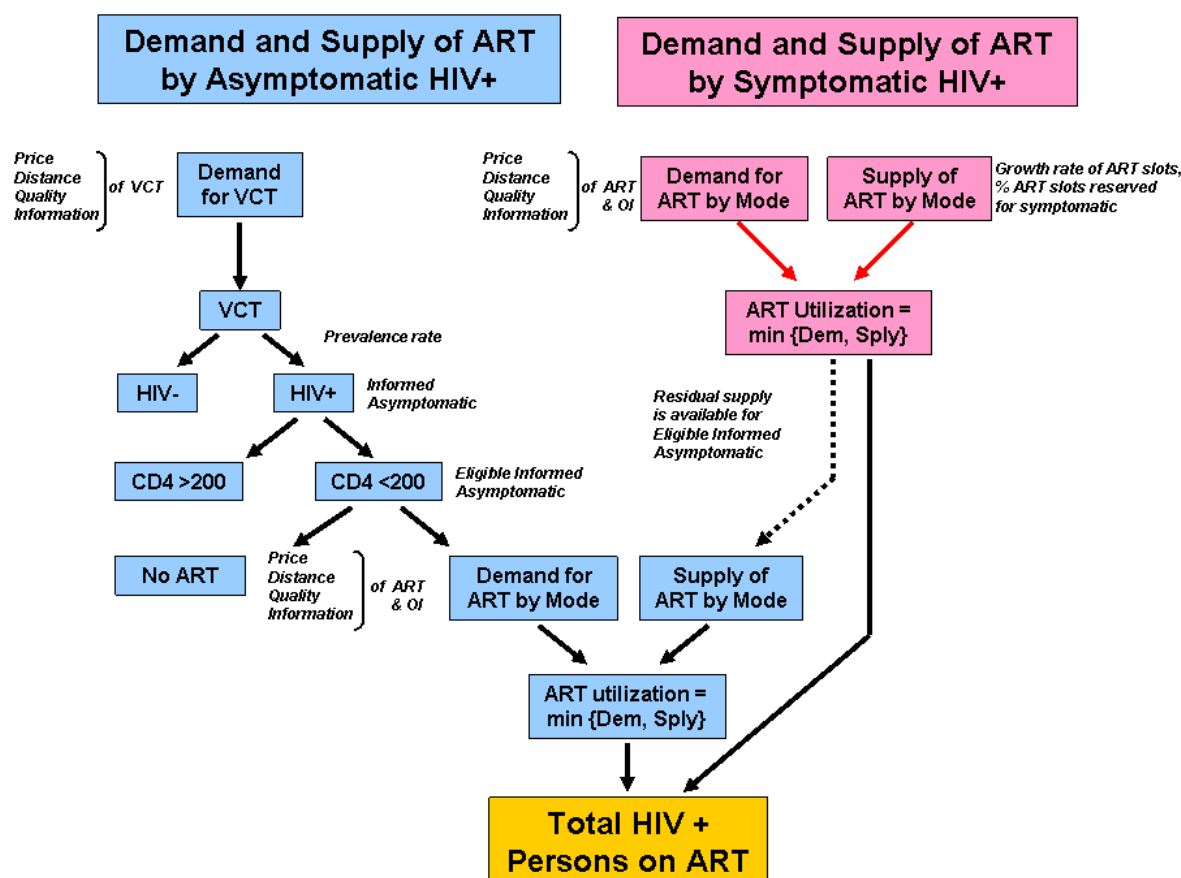 Demand and Supply of ART
by Asymptomatic HIV+
Demand and Supply of ART
by Symptomatic HIV+
Price
Distance
Quality
Information
of VCT
Demand
for VCT
Price
Distance
Quality
Information
of ART
& OI
Demand for
ART by Mode
Supply of
ART by Mode
Growth rate of ART slots,
% ART slots reserved
for symptomatic
VCT
ART Utilization =
min {Dem, Sply}
Prevalence rate
HIV-
HIV+
Informed
Asymptomatic
Residual supply
is available for
Eligible Informed
Asymptomatic
CD4 >200
CD4 <200
Eligible Informed
Asymptomatic
No ART
Price
Distance
Quality
Information
of ART
& OI
Demand for
ART by Mode
Supply of
ART by Mode
ART utilization =
min {Dem, Sply}
Total HIV +
Persons on ART